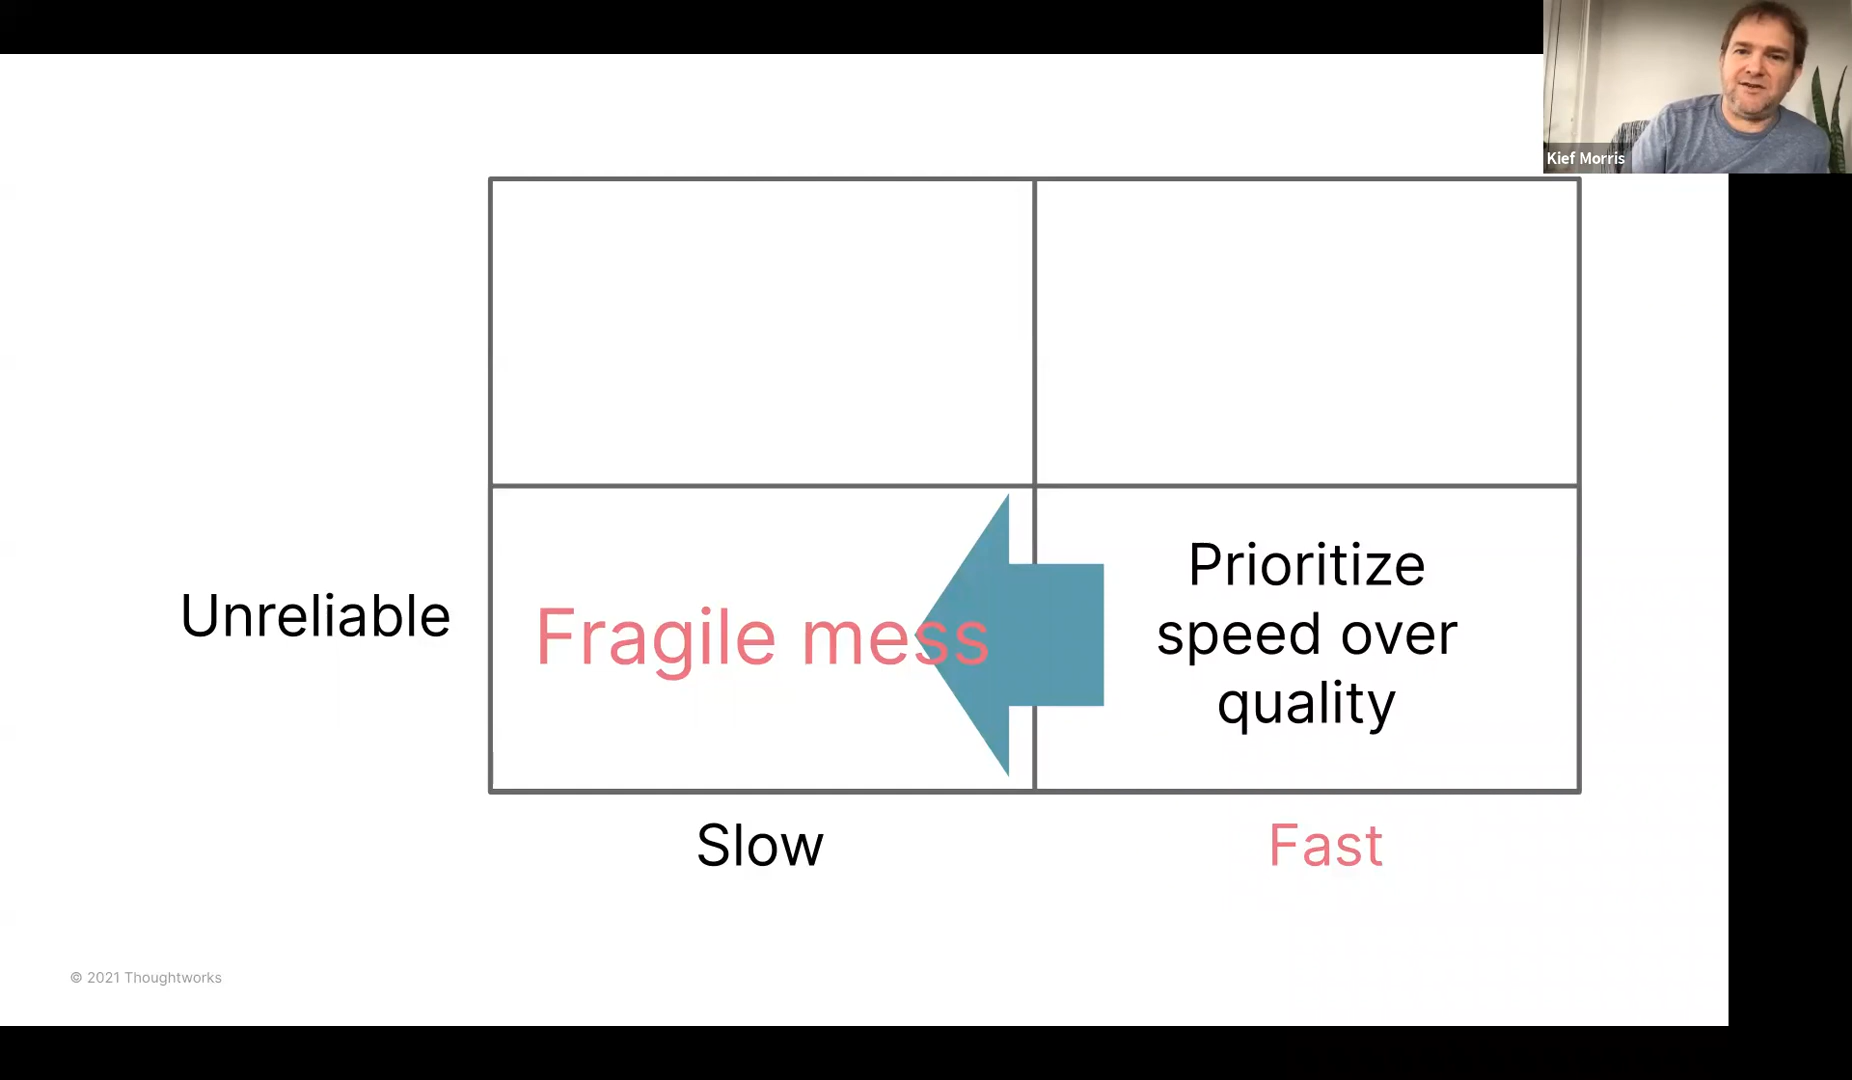 Kief Morris
Unreliable
Fragile mess
Prioritize
speed over
quality
Slow
Fast
© 2021 Thoughtworks